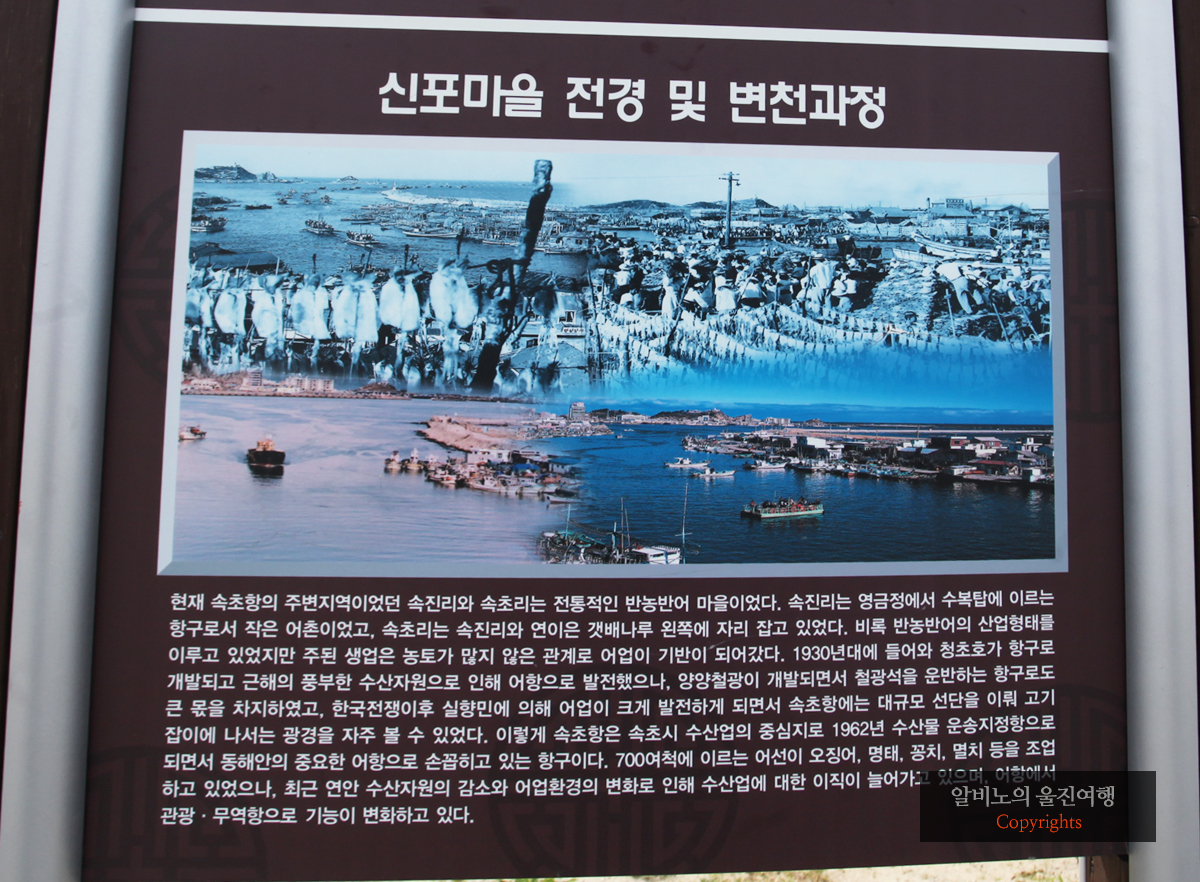 신포마을 전경 및 변천과정
현재 속초항의 주변지역이었던 속진리와 속초리는 전통적인 반농반어 마을이었다. 속진리는 영금정에서 수복탑에 이르는
항구로서 작은 어촌이었고, 속초리는 속진리와 연이은 갯배나루 왼쪽에 자리 잡고 있었다. 비록 반농반어의 산업형태를
이루고 있었지만 주된 생업은 농토가 많지 않은 관계로 어업이 기반이 되어갔다. 1930년대에 들어와 청초호가 항구로
개발되고 근해의 풍부한 수산자원으로 인해 어항으로 발전했으나, 양양철광이 개발되면서 철광석을 운반하는 항구로도
큰 몫을 차지하였고, 한국전쟁이후 실향민에 의해 어업이 크게 발전하게 되면서 속초항에는 대규모 선단을 이뤄 고기
잡이에 나서는 광경을 자주 볼 수 있었다. 이렇게 속초항은 속초시 수산업의 중심지로 1962년 수산물 운송지정항으로
되면서 동해안의 중요한 어항으로 손꼽히고 있는 항구이다. 700여척에 이르는 어선이 오징어, 명태, 꽁치, 멸치 등을 조업
하고 있었으나, 최근 연안 수산자원의 감소와 어업환경의 변화로 인해 수산업에 대한 이직이 늘어가고 있으며, 어항에서
관광·무역항으로 기능이 변화하고 있다.
알비노의 울진여행
Copyrights